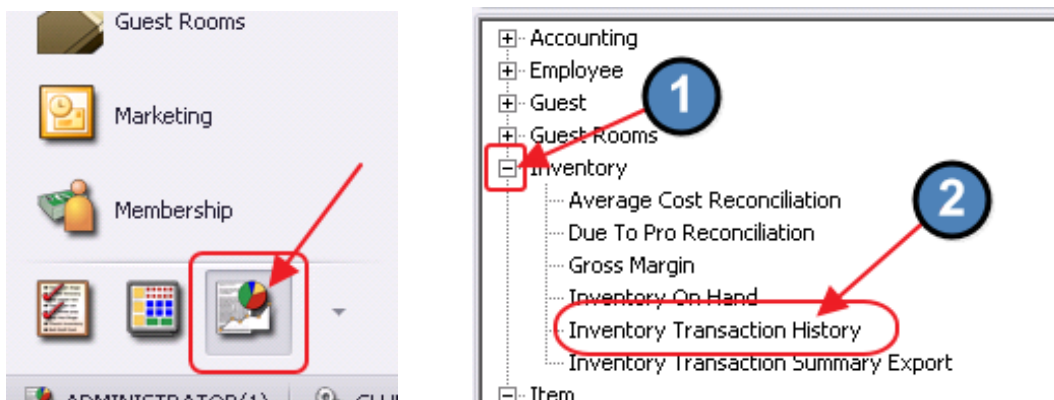 Guest Rooms
Marketing
Membership
ADMINISTRATOR(1)
Accounting
Employee
Guest
Guest Rooms
Inventory
Average Cost Reconciliation
Due To Pro Reconciliation
Gross Margin
Inventory On Hand
Inventory Transaction History
Inventory Transaction Summary Export
Item
1
2